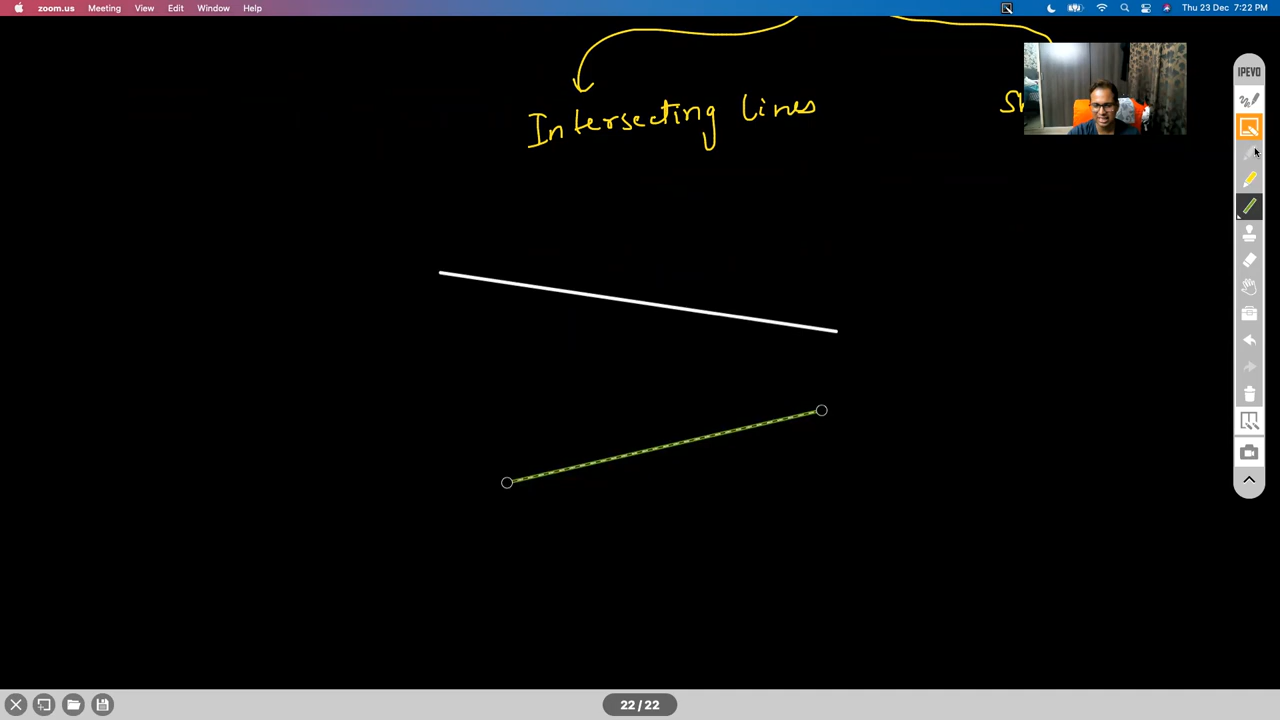 zoom.us Meeting View Edit Window Help Thu 23 Dec 7:22 PM
IPEVO
Intersecting lines
22 / 22